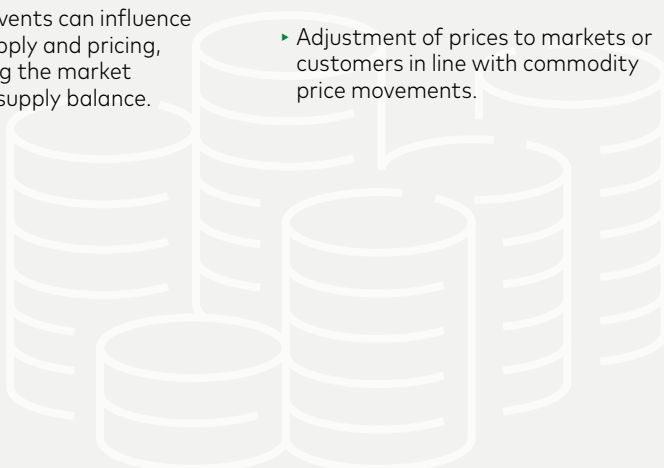 vents can influence
pply and pricing,
g the market
supply balance.
‣ Adjustment of prices to markets or
customers in line with commodity
price movements.